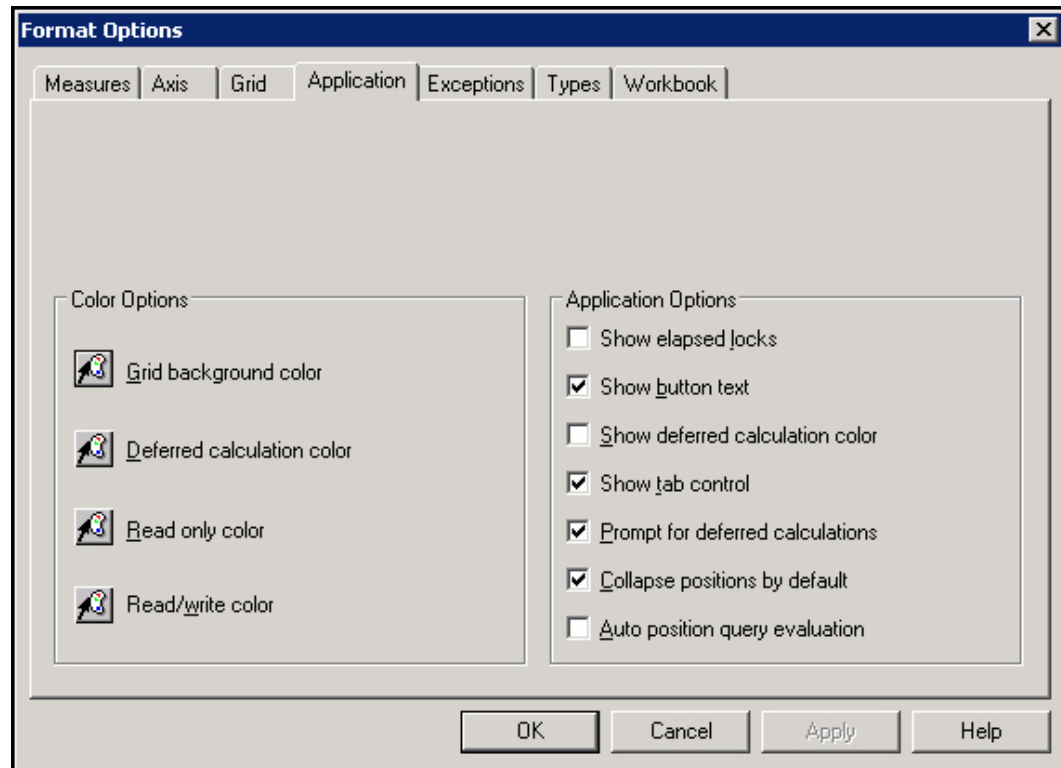 Format Options
Measures Axis Grid Application Exceptions Types Workbook
Color Options
Grid background color
Deferred calculation color
Read only color
Read/write color
Application Options
Show elapsed locks
Show button text
Show deferred calculation color
Show tab control
Prompt for deferred calculations
Collapse positions by default
Auto position query evaluation
OK Cancel Apply Help